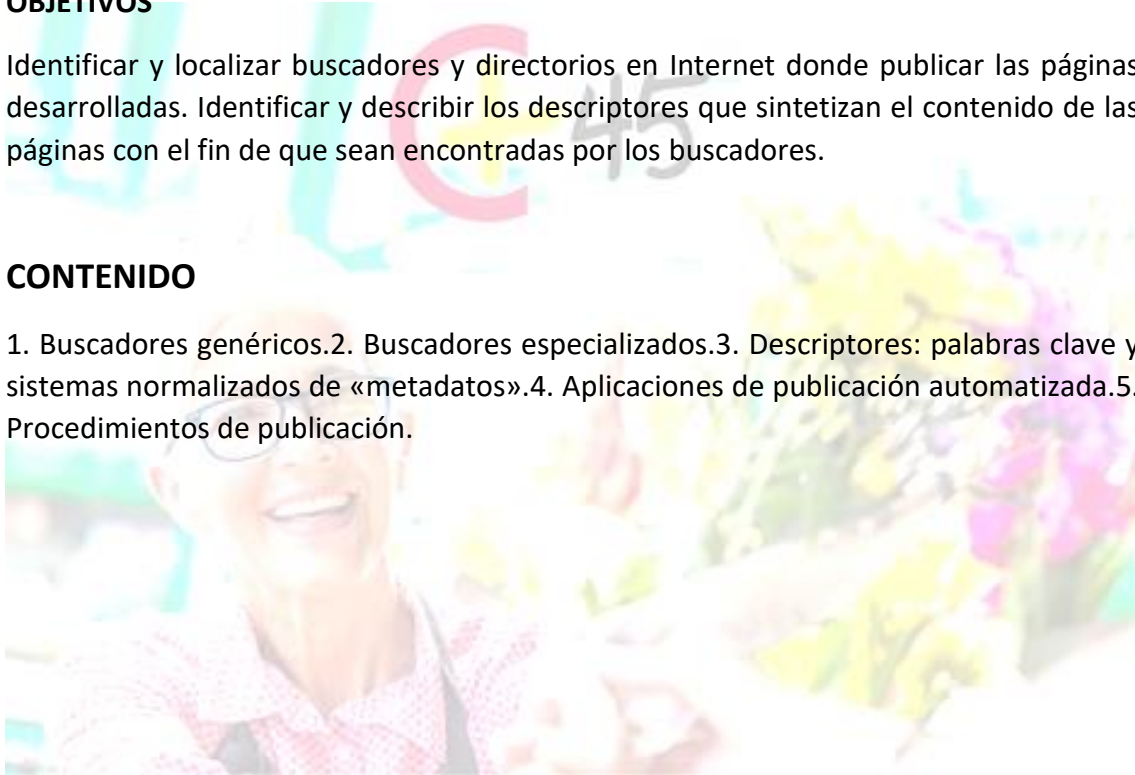 OBJETIVOS
Identificar y localizar buscadores y directorios en Internet donde publicar las páginas
desarrolladas. Identificar y describir los descriptores que sintetizan el contenido de las
páginas con el fin de que sean encontradas por los buscadores.
+45
CONTENIDO
1. Buscadores genéricos.2. Buscadores especializados.3. Descriptores: palabras clave y
sistemas normalizados de «metadatos».4. Aplicaciones de publicación automatizada.5.
Procedimientos de publicación.